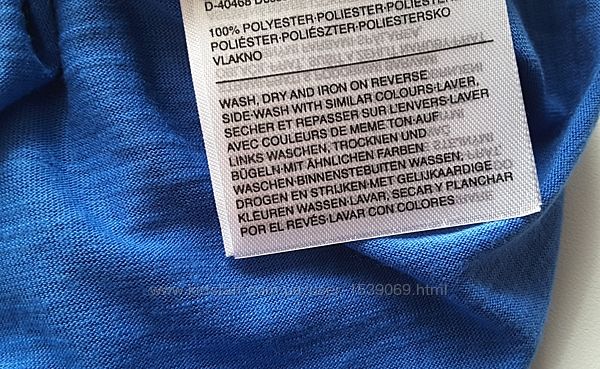 D-40468
100% POLYESTER·POLIESTER·POLIESTER
POLIÉSTER·POLIÉSZTER·POLIESTERSKO
VLAKNO
WASH, DRY AND IRON ON REVERSE
SIDE·WASH WITH SIMILAR COLOURS·LAVER,
SECHER ET REPASSER SUR L'ENVERS·LAVER
AVEC COULEURS DE MEME TON·AUF
LINKS WASCHEN, TROCKNEN UND
BÜGELN·MIT ÄHNLICHEN FARBEN
WASCHEN·BINNENSTEBUITEN WASSEN,
DROGEN EN STRIJKEN·MET GELIJKAARDIGE
KLEUREN WASSEN·LAVAR, SECAR Y PLANCHAR
POR EL REVÉS·LAVAR CON COLORES